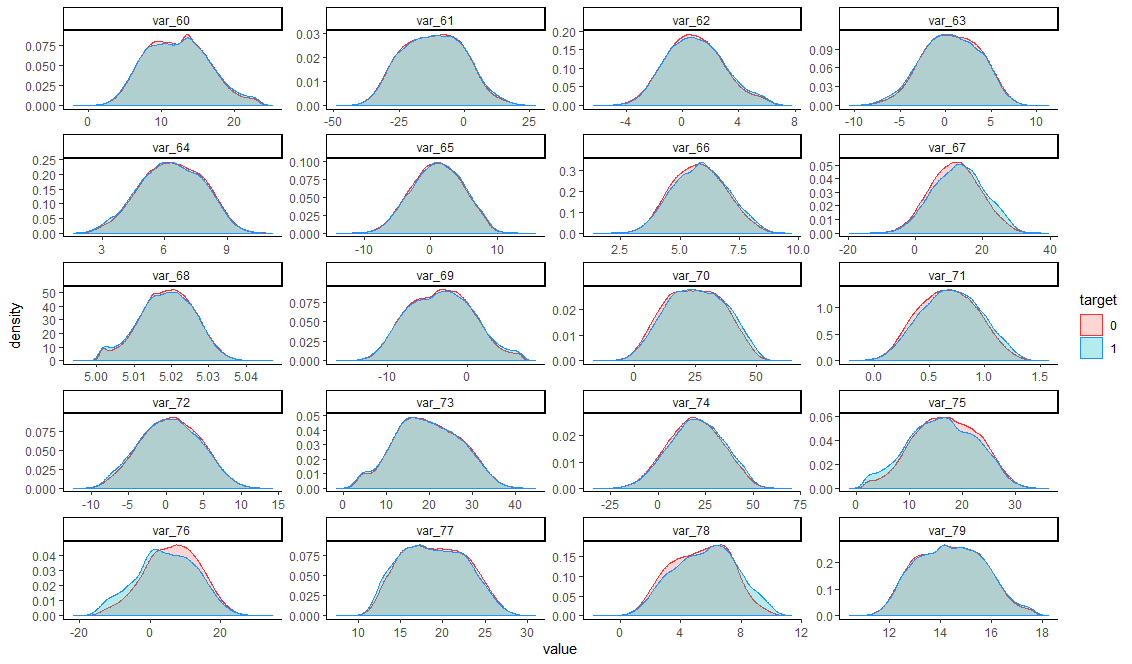 var_60 var_61 var_62 var_63
0.075 0.050 0.025 0.000 0.03 0.02 0.01 0.00 0.20 0.15 0.10 0.05 0.00 0.09 0.06 0.03 0.00
0 10 20 -50 -25 0 25 -4 0 4 8 -10 -5 0 5 10
var_64 var_65 var_66 var_67
0.25 0.20 0.15 0.10 0.05 0.00 0.100 0.075 0.050 0.025 0.000 0.3 0.2 0.1 0.0 0.05 0.04 0.03 0.02 0.01 0.00
3 6 9 -10 0 10 2.5 5.0 7.5 10.0 -20 0 20 40
var_68 var_69 var_70 var_71
50 40 30 20 10 0 0.075 0.050 0.025 0.000 0.02 0.01 0.00 1.0 0.5 0.0
5.00 5.01 5.02 5.03 5.04 -10 0 0 25 50 0.0 0.5 1.0 1.5
var_72 var_73 var_74 var_75
0.075 0.050 0.025 0.000 0.05 0.04 0.03 0.02 0.01 0.00 0.02 0.01 0.00 0.06 0.04 0.02 0.00
-10 -5 0 5 10 15 0 10 20 30 40 -25 0 25 50 75 0 10 20 30
var_76 var_77 var_78 var_79
0.04 0.03 0.02 0.01 0.00 0.075 0.050 0.025 0.000 0.15 0.10 0.05 0.00 0.2 0.1 0.0
-20 0 20 10 15 20 25 30 0 4 8 12 12 14 16 18
density
value
target
0
1